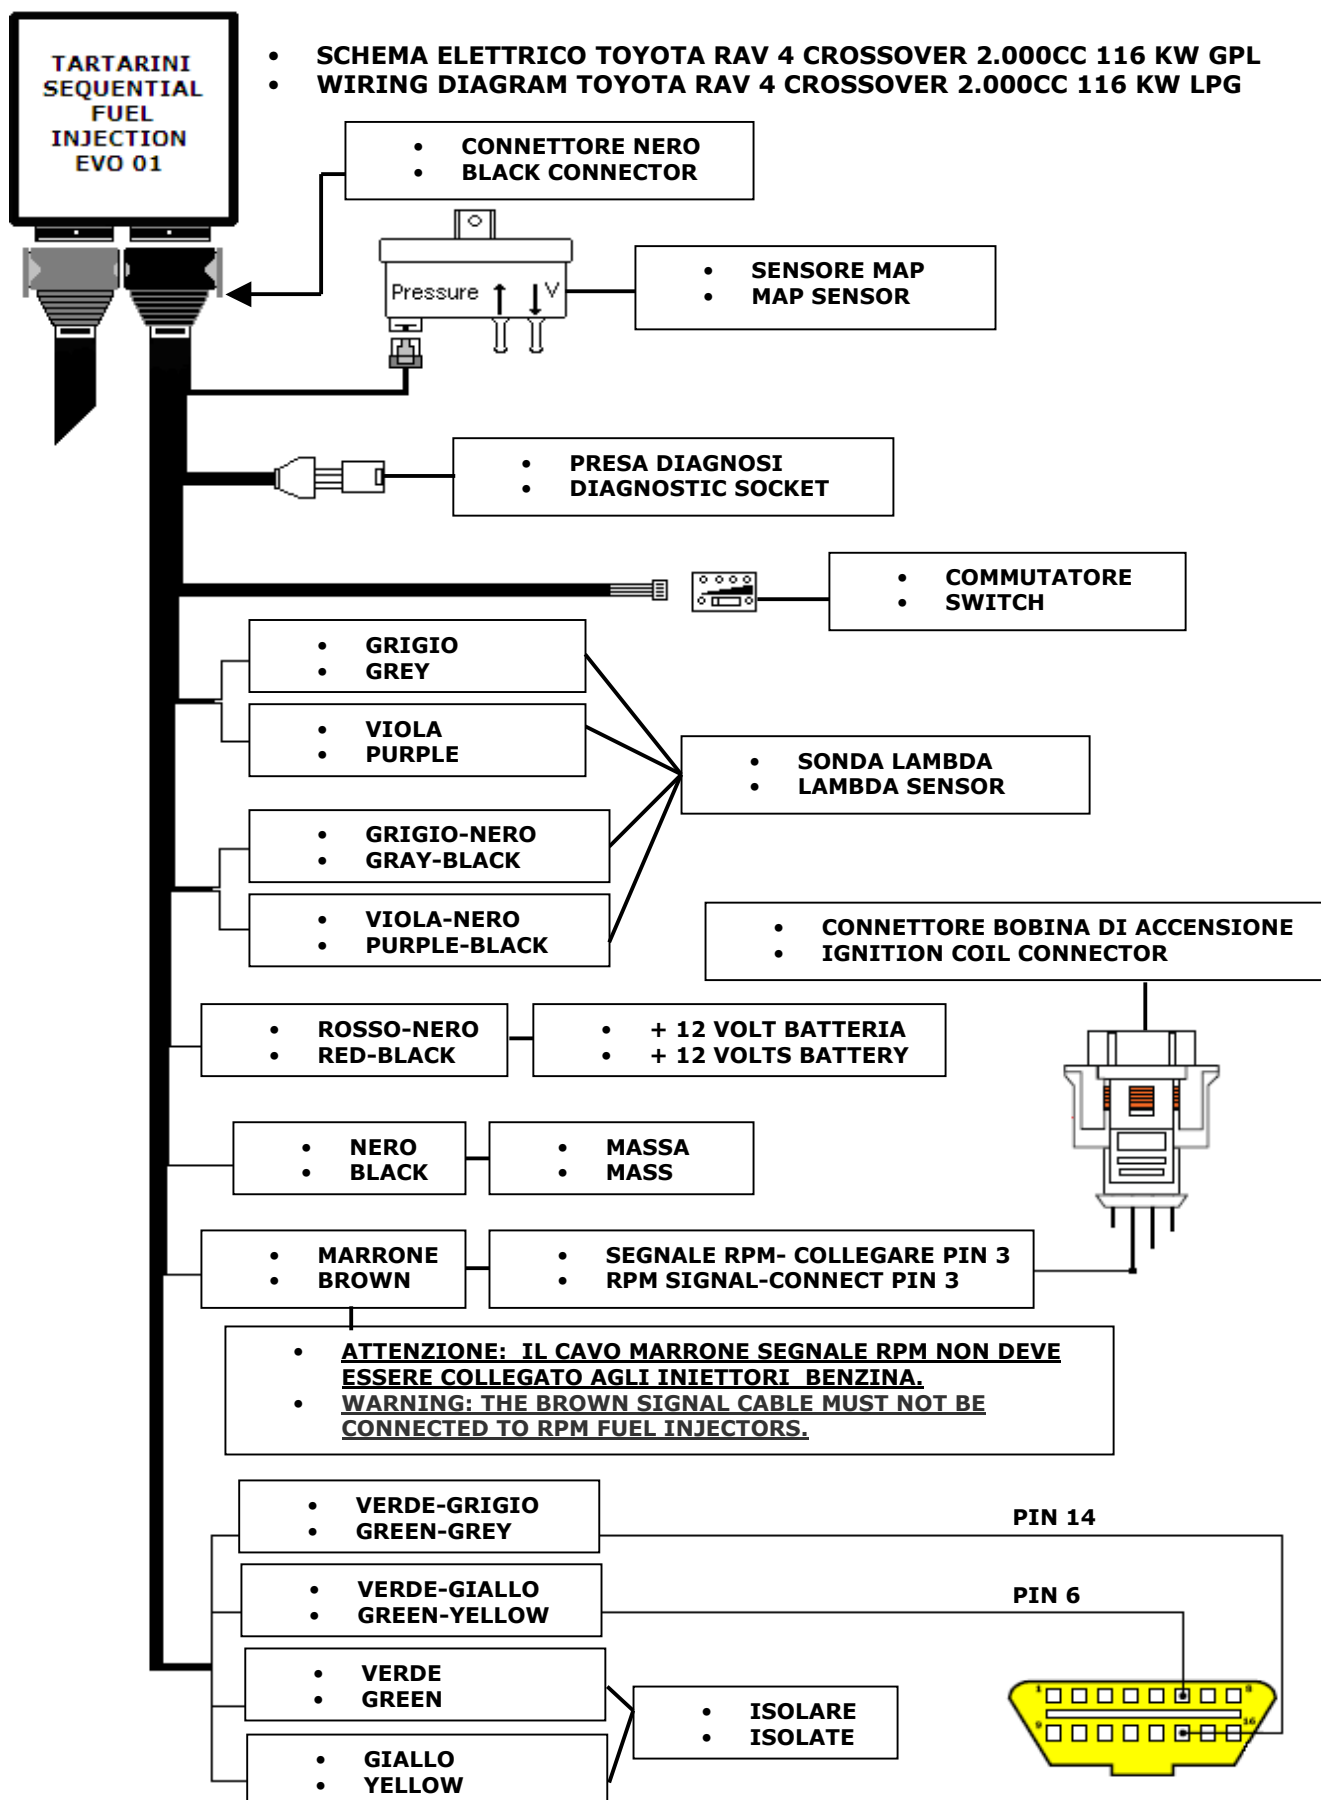 TARTARINI
SEQUENTIAL
FUEL
INJECTION
EVO 01
• SCHEMA ELETTRICO TOYOTA RAV 4 CROSSOVER 2.000CC 116 KW GPL
• WIRING DIAGRAM TOYOTA RAV 4 CROSSOVER 2.000CC 116 KW LPG
• CONNETTORE NERO
• BLACK CONNECTOR
Pressure
V
• SENSORE MAP
• MAP SENSOR
• PRESA DIAGNOSI
• DIAGNOSTIC SOCKET
• COMMUTATORE
• SWITCH
• GRIGIO
• GREY
• VIOLA
• PURPLE
• SONDA LAMBDA
• LAMBDA SENSOR
• GRIGIO-NERO
• GRAY-BLACK
• VIOLA-NERO
• PURPLE-BLACK
• CONNETTORE BOBINA DI ACCENSIONE
• IGNITION COIL CONNECTOR
• ROSSO-NERO
• RED-BLACK
• + 12 VOLT BATTERIA
• + 12 VOLTS BATTERY
• NERO
• BLACK
• MASSA
• MASS
• MARRONE
• BROWN
• SEGNALE RPM- COLLEGARE PIN 3
• RPM SIGNAL-CONNECT PIN 3
• ATTENZIONE: IL CAVO MARRONE SEGNALE RPM NON DEVE
ESSERE COLLEGATO AGLI INIETTORI BENZINA.
• WARNING: THE BROWN SIGNAL CABLE MUST NOT BE
CONNECTED TO RPM FUEL INJECTORS.
• VERDE-GRIGIO
• GREEN-GREY
PIN 14
• VERDE-GIALLO
• GREEN-YELLOW
PIN 6
• VERDE
• GREEN
• ISOLARE
• ISOLATE
• GIALLO
• YELLOW
1 8
9 16